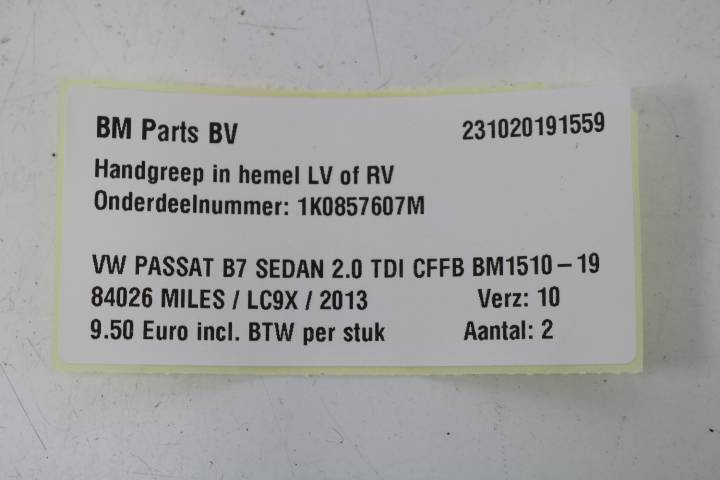 BM Parts BV 231020191559
Handgreep in hemel LV of RV
Onderdeelnummer: 1K0857607M
VW PASSAT B7 SEDAN 2.0 TDI CFFB BM1510-19
84026 MILES / LC9X / 2013 Verz: 10
9.50 Euro incl. BTW per stuk Aantal: 2